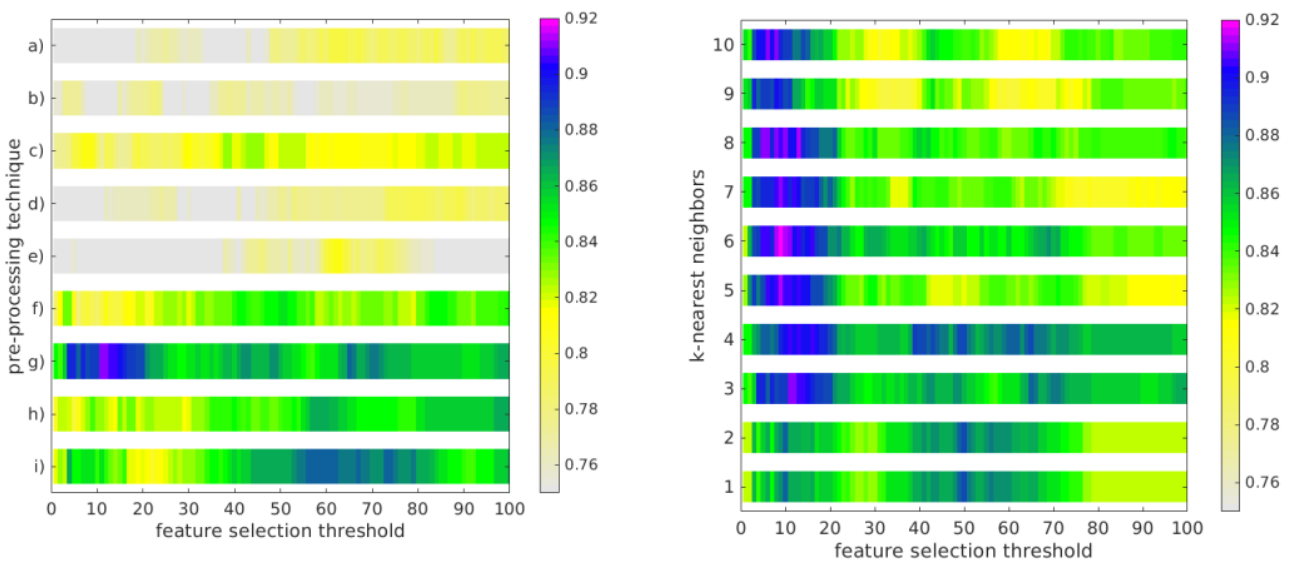 a)
b)
c)
d)
e)
f)
g)
h)
i)
pre-processing technique
0 10 20 30 40 50 60 70 80 90 100
feature selection threshold
0.92
0.9
0.88
0.86
0.84
0.82
0.8
0.78
0.76
10
9
8
7
6
5
4
3
2
1
k-nearest neighbors
0 10 20 30 40 50 60 70 80 90 100
feature selection threshold
0.92
0.9
0.88
0.86
0.84
0.82
0.8
0.78
0.76